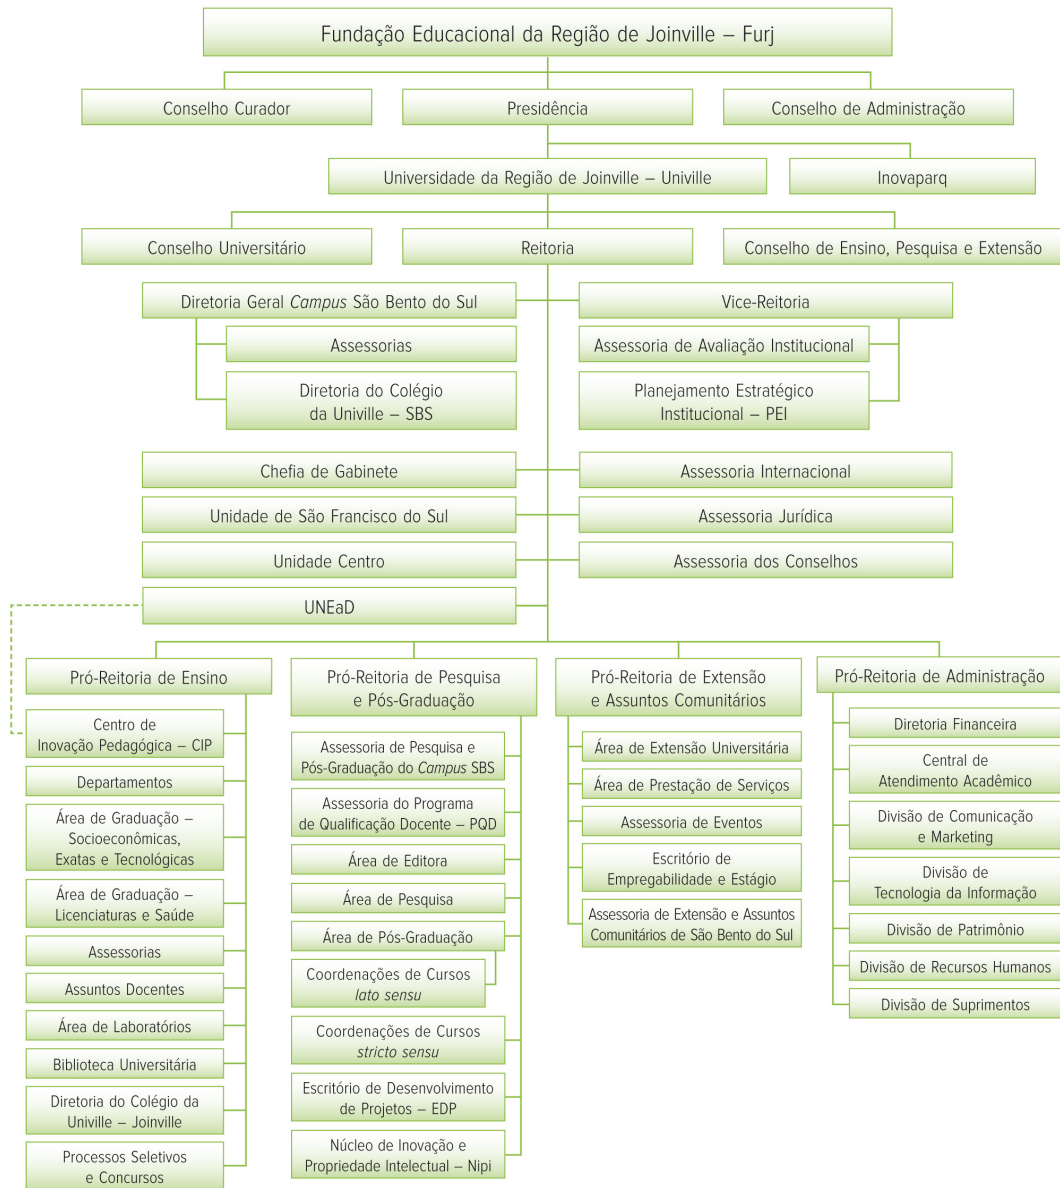 Fundação Educacional da Região de Joinville – Furj
Conselho Curador
Presidência
Conselho de Administração
Universidade da Região de Joinville – Univille
Inovaparq
Conselho Universitário
Reitoria
Conselho de Ensino, Pesquisa e Extensão
Diretoria Geral Campus São Bento do Sul
Vice-Reitoria
Assessorias
Assessoria de Avaliação Institucional
Diretoria do Colégio
da Univille – SBS
Planejamento Estratégico
Institucional – PEI
Chefia de Gabinete
Assessoria Internacional
Unidade de São Francisco do Sul
Assessoria Jurídica
Unidade Centro
Assessoria dos Conselhos
UNEaD
Pró-Reitoria de Ensino
Centro de
Inovação Pedagógica – CIP
Departamentos
Área de Graduação –
Socioeconômicas,
Exatas e Tecnológicas
Área de Graduação –
Licenciaturas e Saúde
Assessorias
Assuntos Docentes
Área de Laboratórios
Biblioteca Universitária
Diretoria do Colégio da
Univille – Joinville
Processos Seletivos
e Concursos
Pró-Reitoria de Pesquisa
e Pós-Graduação
Assessoria de Pesquisa e
Pós-Graduação do Campus SBS
Assessoria do Programa
de Qualificação Docente – PQD
Área de Editora
Área de Pesquisa
Área de Pós-Graduação
Coordenações de Cursos
lato sensu
Coordenações de Cursos
stricto sensu
Escritório de Desenvolvimento
de Projetos – EDP
Núcleo de Inovação e
Propriedade Intelectual – Nipi
Pró-Reitoria de Extensão
e Assuntos Comunitários
Área de Extensão Universitária
Área de Prestação de Serviços
Assessoria de Eventos
Escritório de
Empregabilidade e Estágio
Assessoria de Extensão e Assuntos
Comunitários de São Bento do Sul
Pró-Reitoria de Administração
Diretoria Financeira
Central de
Atendimento Acadêmico
Divisão de Comunicação
e Marketing
Divisão de
Tecnologia da Informação
Divisão de Patrimônio
Divisão de Recursos Humanos
Divisão de Suprimentos